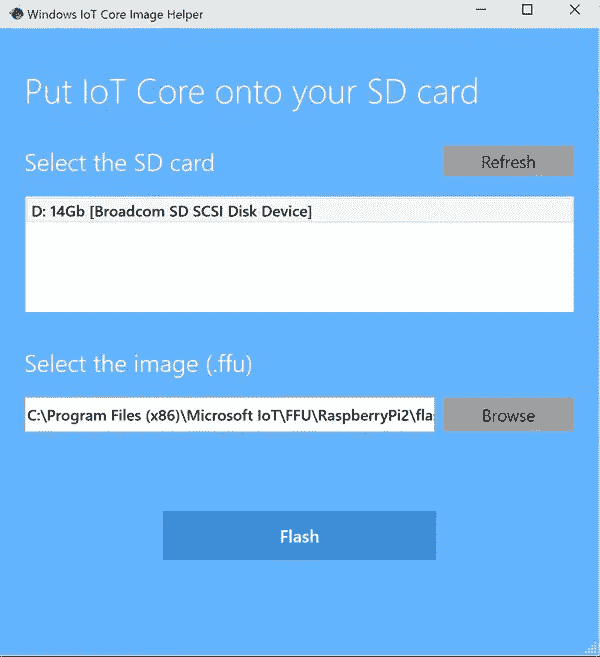 Windows IoT Core Image Helper
Put IoT Core onto your SD card
Select the SD card
Refresh
D: 14Gb [Broadcom SD SCSI Disk Device]
Select the image (.ffu)
C:\Program Files (x86)\Microsoft IoT\FFU\RaspberryPi2\fla
Browse
Flash